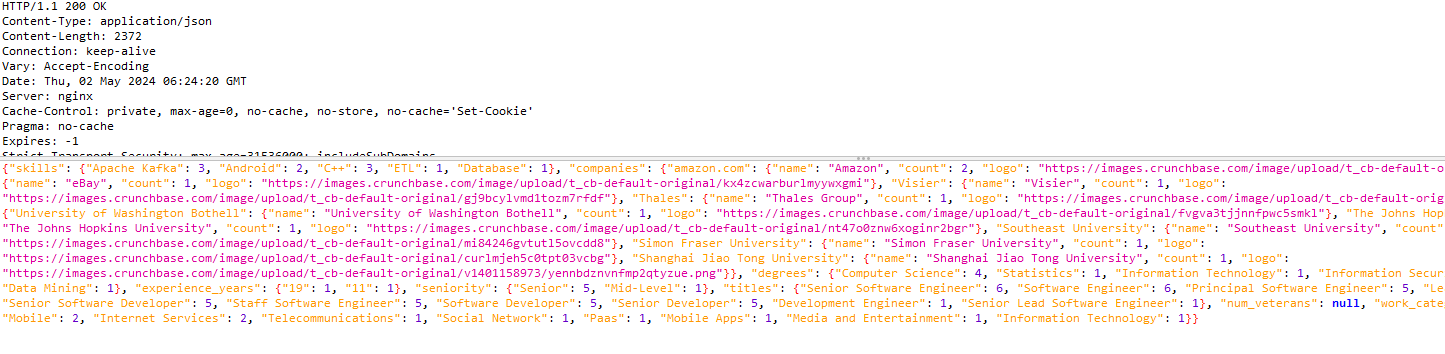 HTTP/1.1 200 OK
Content-Type: application/json
Content-Length: 2372
Connection: keep-alive
Vary: Accept-Encoding
Date: Thu, 02 May 2024 06:24:20 GMT
Server: nginx
Cache-Control: private, max-age=0, no-cache, no-store, no-cache='Set-Cookie'
Pragma: no-cache
Expires: -1
Strict-Transport-Security: max-age=31536000; includeSubDomains
{"skills": {"Apache Kafka": 3, "Android": 2, "C++": 3, "ETL": 1, "Database": 1}, "companies": {"amazon.com": {"name": "Amazon", "count": 2, "logo": "https://images.crunchbase.com/image/upload/t_cb-default-o
{"name": "eBay", "count": 1, "logo": "https://images.crunchbase.com/image/upload/t_cb-default-original/kx4zcwarburlmyywxgmi"}, "Visier": {"name": "Visier", "count": 1, "logo":
"https://images.crunchbase.com/image/upload/t_cb-default-original/gj9bcylvmdltozm7rfdf"}, "Thales": {"name": "Thales Group", "count": 1, "logo": "https://images.crunchbase.com/image/upload/t_cb-default-orig
{"University of Washington Bothell": {"name": "University of Washington Bothell", "count": 1, "logo": "https://images.crunchbase.com/image/upload/t_cb-default-original/fvgva3tjjnnfpwc5smkl"}, "The Johns Hop
"The Johns Hopkins University", "count": 1, "logo": "https://images.crunchbase.com/image/upload/t_cb-default-original/nt47o0znw6xoginr2bgr"}, "Southeast University": {"name": "Southeast University", "count":
"https://images.crunchbase.com/image/upload/t_cb-default-original/mi84246gvtutl5ovcdd8"}, "Simon Fraser University": {"name": "Simon Fraser University", "count": 1, "logo":
"https://images.crunchbase.com/image/upload/t_cb-default-original/curlmjeh5c0tpt03vcbg"}, "Shanghai Jiao Tong University": {"name": "Shanghai Jiao Tong University", "count": 1, "logo":
"https://images.crunchbase.com/image/upload/t_cb-default-original/v1401158973/yennbdznvnfmp2qtyzue.png"}}, "degrees": {"Computer Science": 4, "Statistics": 1, "Information Technology": 1, "Information Secur
"Data Mining": 1}, "experience_years": {"19": 1, "11": 1}, "seniority": {"Senior": 5, "Mid-Level": 1}, "titles": {"Senior Software Engineer": 6, "Software Engineer": 6, "Principal Software Engineer": 5, "Le
"Senior Software Developer": 5, "Staff Software Engineer": 5, "Software Developer": 5, "Senior Developer": 5, "Development Engineer": 1, "Senior Lead Software Engineer": 1}, "num_veterans": null, "work_cate
"Mobile": 2, "Internet Services": 2, "Telecommunications": 1, "Social Network": 1, "Paas": 1, "Mobile Apps": 1, "Media and Entertainment": 1, "Information Technology": 1}}